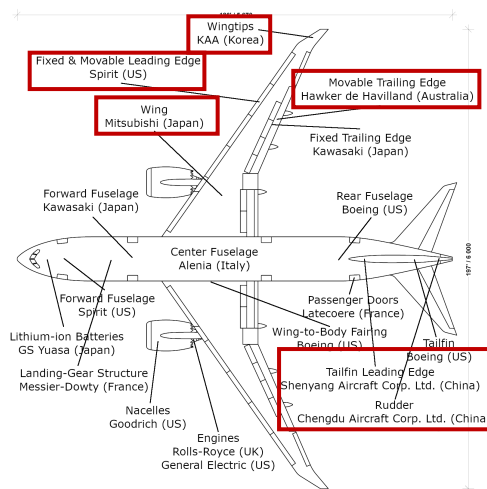 Wingtips
KAA (Korea)
Fixed & Movable Leading Edge
Spirit (US)
Movable Trailing Edge
Hawker de Havilland (Australia)
Wing
Mitsubishi (Japan)
Fixed Trailing Edge
Kawasaki (Japan)
Forward Fuselage
Kawasaki (Japan)
Rear Fuselage
Boeing (US)
Center Fuselage
Alenia (Italy)
197' / 6 000
Forward Fuselage
Spirit (US)
Passenger Doors
Latecoere (France)
Lithium-ion Batteries
GS Yuasa (Japan)
Wing-to-Body Fairing
Boeing (US)
Tailfin
Boeing (US)
Landing-Gear Structure
Messier-Dowty (France)
Tailfin Leading Edge
Shenyang Aircraft Corp. Ltd. (China)
Nacelles
Goodrich (US)
Rudder
Chengdu Aircraft Corp. Ltd. (China
Engines
Rolls-Royce (UK)
General Electric (US)